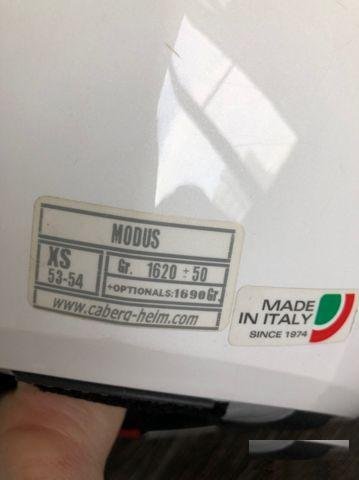 MODUS
XS
53-54
Gr. 1620 ± 50
+OPTIONALS:1690Gr.
www.caberg-helm.com
MADE
IN ITALY
SINCE 1974